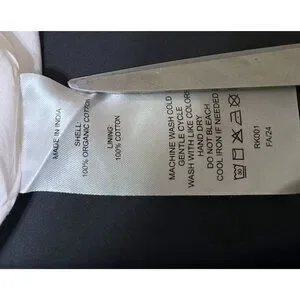 MADE IN INDIA
SHELL:
100% ORGANIC COTTON
LINING:
100% COTTON
MACHINE WASH COLD
GENTLE CYCLE
WASH WITH LIKE COLORS
HAND DRY
DO NOT BLEACH
COOL IRON IF NEEDED
30
RK001
FA/24